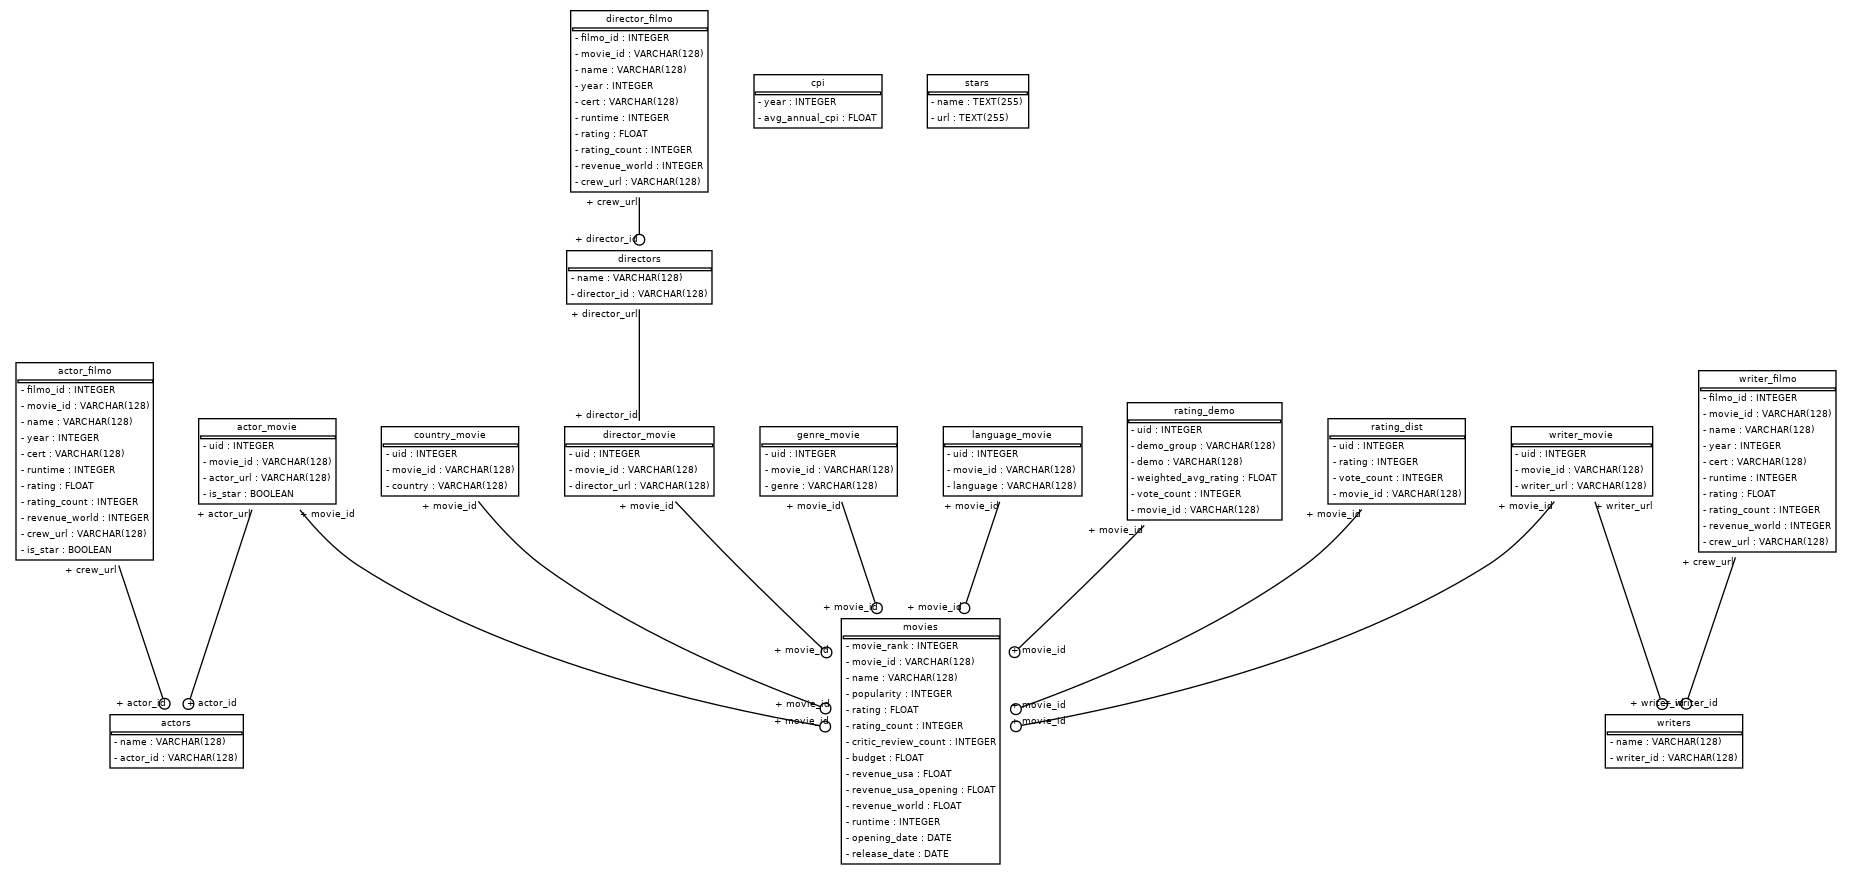 director_filmo
- filmo_id : INTEGER
- movie_id : VARCHAR(128)
- name : VARCHAR(128)
- year : INTEGER
- cert : VARCHAR(128)
- runtime : INTEGER
- rating : FLOAT
- rating_count : INTEGER
- revenue_world : INTEGER
- crew_url : VARCHAR(128)
cpi
- year : INTEGER
- avg_annual_cpi : FLOAT
stars
- name : TEXT(255)
- url : TEXT(255)
+ crew_url
+ director_id
directors
- name : VARCHAR(128)
- director_id : VARCHAR(128)
+ director_url
+ director_id
actor_filmo
- filmo_id : INTEGER
- movie_id : VARCHAR(128)
- name : VARCHAR(128)
- year : INTEGER
- cert : VARCHAR(128)
- runtime : INTEGER
- rating : FLOAT
- rating_count : INTEGER
- revenue_world : INTEGER
- crew_url : VARCHAR(128)
- is_star : BOOLEAN
+ crew_url
actor_movie
- uid : INTEGER
- movie_id : VARCHAR(128)
- actor_url : VARCHAR(128)
- is_star : BOOLEAN
+ actor_url
+ movie_id
country_movie
- uid : INTEGER
- movie_id : VARCHAR(128)
- country : VARCHAR(128)
+ movie_id
director_movie
- uid : INTEGER
- movie_id : VARCHAR(128)
- director_url : VARCHAR(128)
+ movie_id
genre_movie
- uid : INTEGER
- movie_id : VARCHAR(128)
- genre : VARCHAR(128)
+ movie_id
language_movie
- uid : INTEGER
- movie_id : VARCHAR(128)
- language : VARCHAR(128)
+ movie_id
rating_demo
- uid : INTEGER
- demo_group : VARCHAR(128)
- demo : VARCHAR(128)
- weighted_avg_rating : FLOAT
- vote_count : INTEGER
- movie_id : VARCHAR(128)
+ movie_id
rating_dist
- uid : INTEGER
- rating : INTEGER
- vote_count : INTEGER
- movie_id : VARCHAR(128)
+ movie_id
writer_movie
- uid : INTEGER
- movie_id : VARCHAR(128)
- writer_url : VARCHAR(128)
+ movie_id
+ writer_url
writer_filmo
- filmo_id : INTEGER
- movie_id : VARCHAR(128)
- name : VARCHAR(128)
- year : INTEGER
- cert : VARCHAR(128)
- runtime : INTEGER
- rating : FLOAT
- rating_count : INTEGER
- revenue_world : INTEGER
- crew_url : VARCHAR(128)
+ crew_url
+ movie_id
+ movie_id
+ movie_id
+ movie_id
+ movie_id
+ movie_id
+ movie_id
+ movie_id
+ actor_id
+ actor_id
actors
- name : VARCHAR(128)
- actor_id : VARCHAR(128)
movies
- movie_rank : INTEGER
- movie_id : VARCHAR(128)
- name : VARCHAR(128)
- popularity : INTEGER
- rating : FLOAT
- rating_count : INTEGER
- critic_review_count : INTEGER
- budget : FLOAT
- revenue_usa : FLOAT
- revenue_usa_opening : FLOAT
- revenue_world : FLOAT
- runtime : INTEGER
- opening_date : DATE
- release_date : DATE
+ writer_id
+ writer_id
writers
- name : VARCHAR(128)
- writer_id : VARCHAR(128)